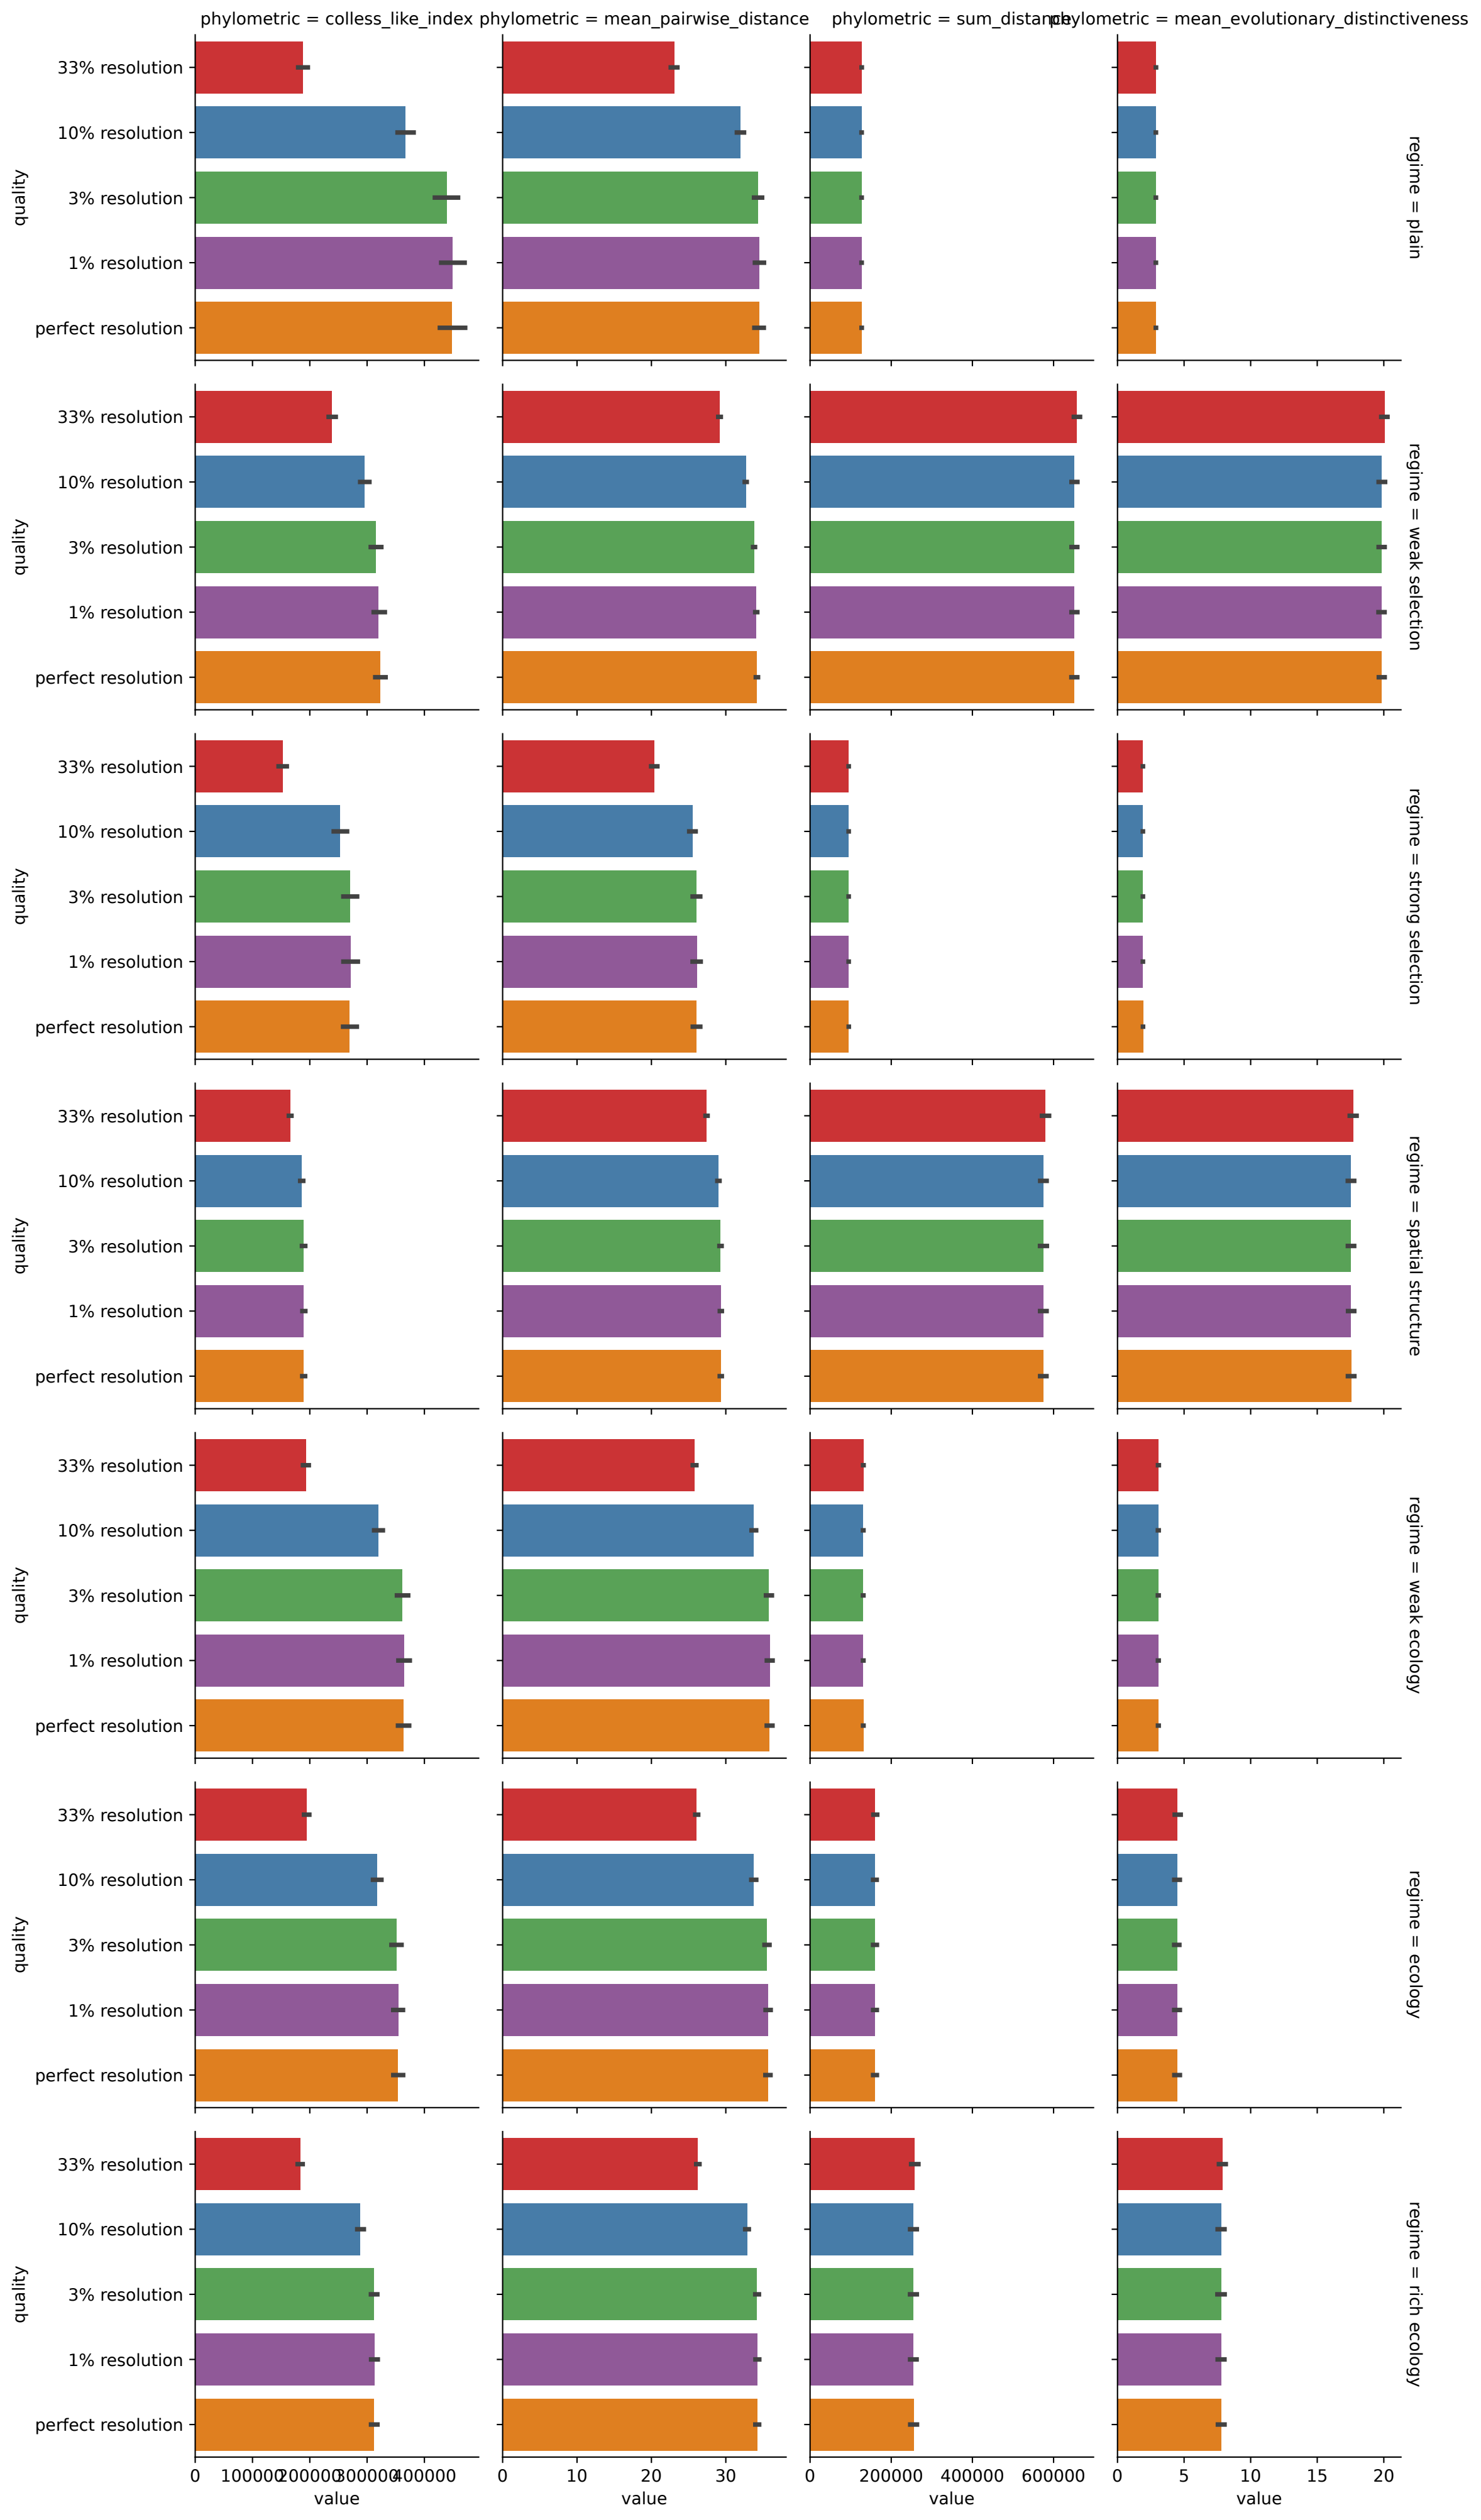 phylometric = colless_like_index
phylometric = mean_pairwise_distance
phylometric = sum_distance
phylometric = mean_evolutionary_distinctiveness
33% resolution
10% resolution
3% resolution
1% resolution
perfect resolution
quality
regime = plain
33% resolution
10% resolution
3% resolution
1% resolution
perfect resolution
quality
regime = weak selection
33% resolution
10% resolution
3% resolution
1% resolution
perfect resolution
quality
regime = strong selection
33% resolution
10% resolution
3% resolution
1% resolution
perfect resolution
quality
regime = spatial structure
33% resolution
10% resolution
3% resolution
1% resolution
perfect resolution
quality
regime = weak ecology
33% resolution
10% resolution
3% resolution
1% resolution
perfect resolution
quality
regime = ecology
33% resolution
10% resolution
3% resolution
1% resolution
perfect resolution
quality
regime = rich ecology
0 100000 200000 300000 400000
0 10 20 30
0 200000 400000 600000
0 5 10 15 20
value
value
value
value